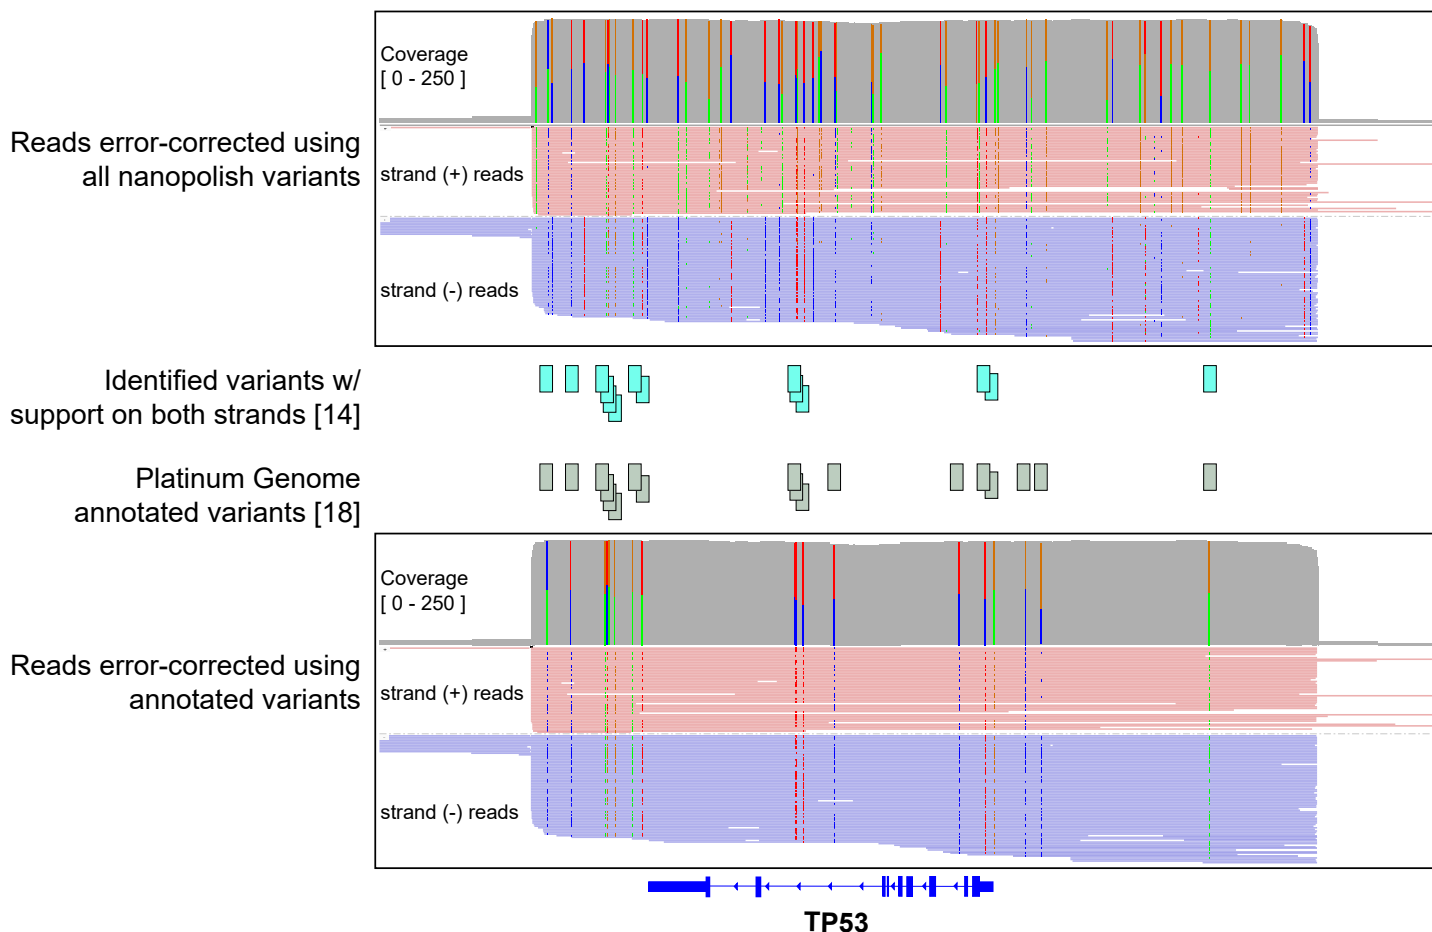 Coverage
[ 0 - 250 ]
Reads error-corrected using
all nanopolish variants
strand (+) reads
strand (-) reads
Identified variants w/
support on both strands [14]
Platinum Genome
annotated variants [18]
Coverage
[ 0 - 250 ]
Reads error-corrected using
annotated variants
strand (+) reads
strand (-) reads
TP53